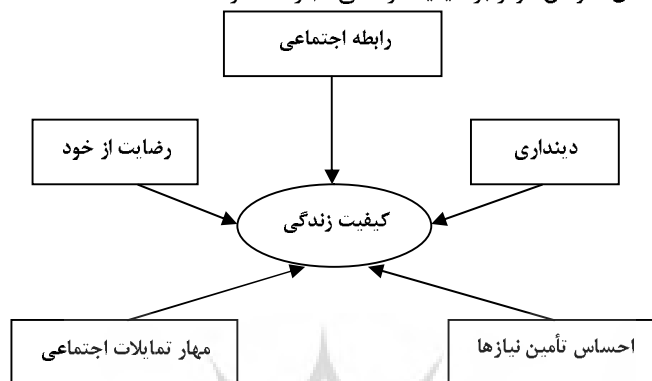 رابطه اجتماعی
دینداری
رضایت از خود
کیفیت زندگی
احساس تأمین نیازها
مهار تمایلات اجتماعی